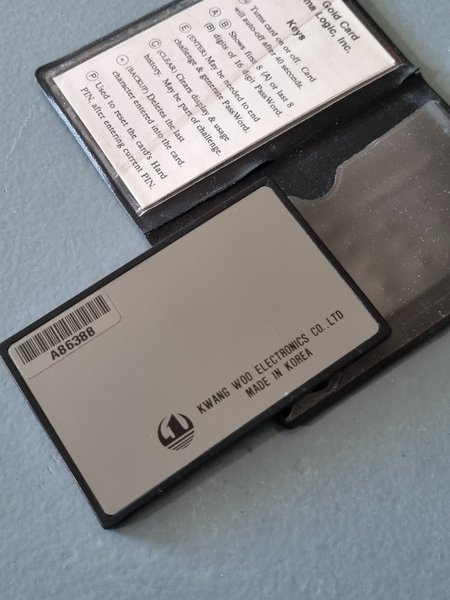 Gold Card
ma Logic, Inc.
Keys
Turns card on or off. Card
will auto-off after 40 seconds.
(A) (B) Shows first 8 (A) or last 8
(B) digits of 16 digit PassWord.
(E) (ENTER) May be needed to end
challenge & generate PassWord.
(C) (CLEAR) Clears display & usage
history. May be part of challenge.
(*) (BACKUP) Deletes the last
character entered into the card.
(P) Used to reset the card's Hard
PIN, after entering current PIN.
A86388
KWANG WOO ELECTRONICS CO.,LTD
MADE IN KOREA